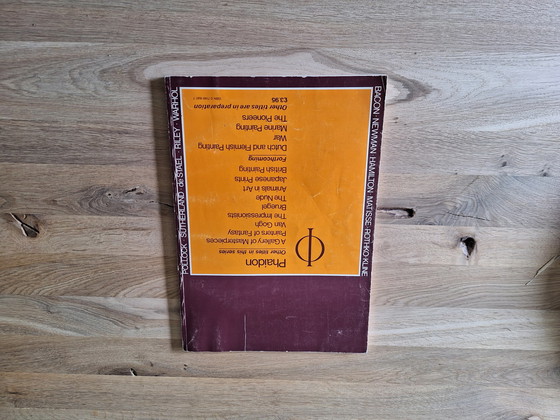 Phaidon
Other titles in this series
A Gallery of Masterpieces
Painters of Fantasy
Van Gogh
The Impressionists
Bruegel
The Nude
Animals in Art
Japanese Prints
British Painting
Forthcoming
Dutch and Flemish Painting
War
Marine Painting
The Pioneers
Other titles are in preparation
£3.95
BACON·NEWMAN·HAMILTON·MATISSE·ROTHKO·KLINE
POLLOCK·SUTHERLAND·de STAEL·RILEY·WARHOL